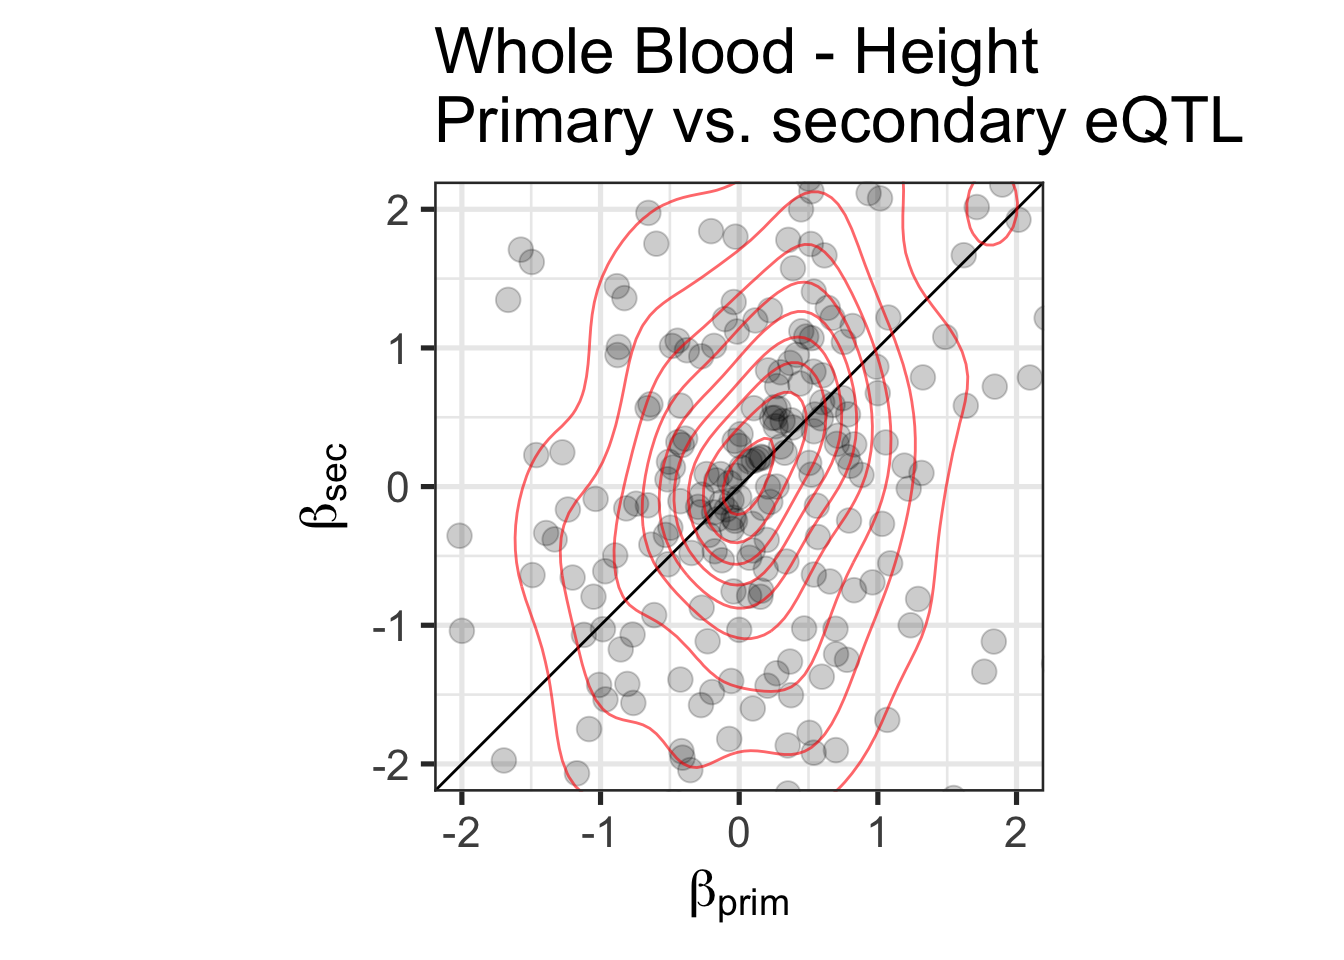 Whole Blood - Height
Primary vs. secondary eQTL
2
1
0
-1
-2
βsec
-2 -1 0 1 2
βprim